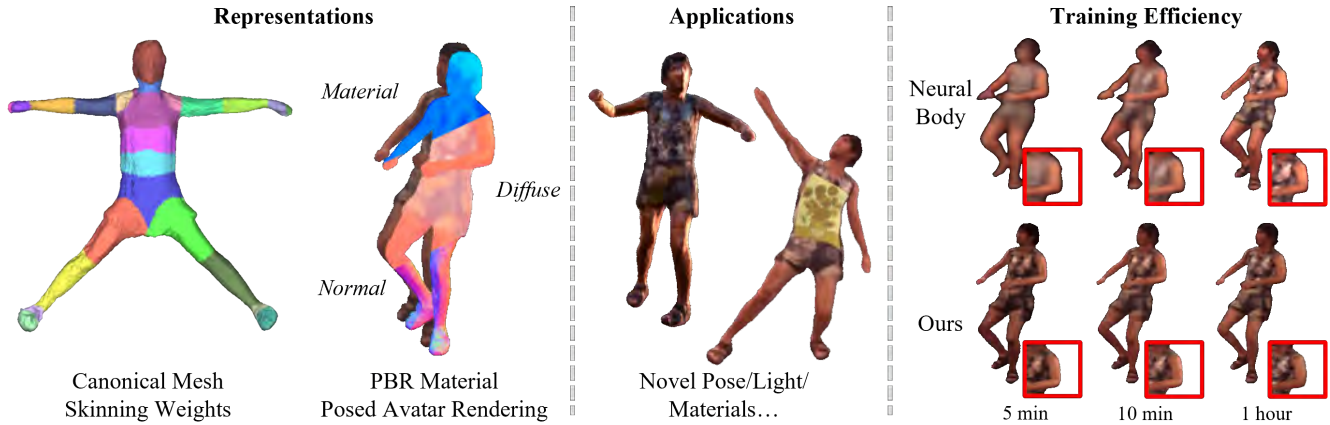 Representations
Material
Diffuse
Normal
Canonical Mesh
Skinning Weights
PBR Material
Posed Avatar Rendering
Applications
Novel Pose/Light/
Materials…
Training Efficiency
Neural
Body
Ours
5 min
10 min
1 hour